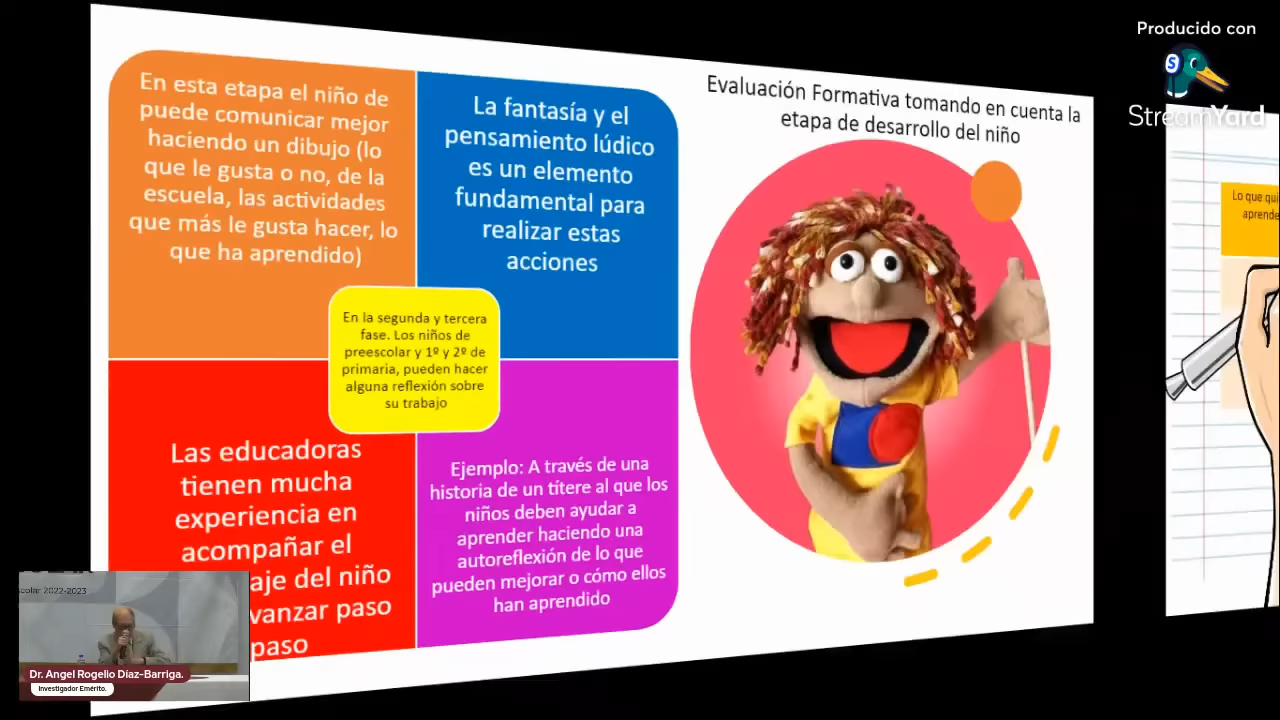 Producido con
StreamYard
En esta etapa el niño de
puede comunicar mejor
haciendo un dibujo (lo
que le gusta o no, de la
escuela, las actividades
que más le gusta hacer, lo
que ha aprendido)
La fantasía y el
pensamiento lúdico
es un elemento
fundamental para
realizar estas
acciones
Evaluación Formativa tomando en cuenta la
etapa de desarrollo del niño
En la segunda y tercera
fase. Los niños de
preescolar y 1º y 2º de
primaria, pueden hacer
alguna reflexión sobre
su trabajo
Las educadoras
tienen mucha
experiencia en
acompañar el
aje del niño
vanzar paso
paso
Ejemplo: A través de una
historia de un títere al que los
niños deben ayudar a
aprender haciendo una
autoreflexión de lo que
pueden mejorar o cómo ellos
han aprendido
Lo que qui
aprende
colar 2022-2023
Dr. Angel Rogelio Díaz-Barriga.
Investigador Emérito.